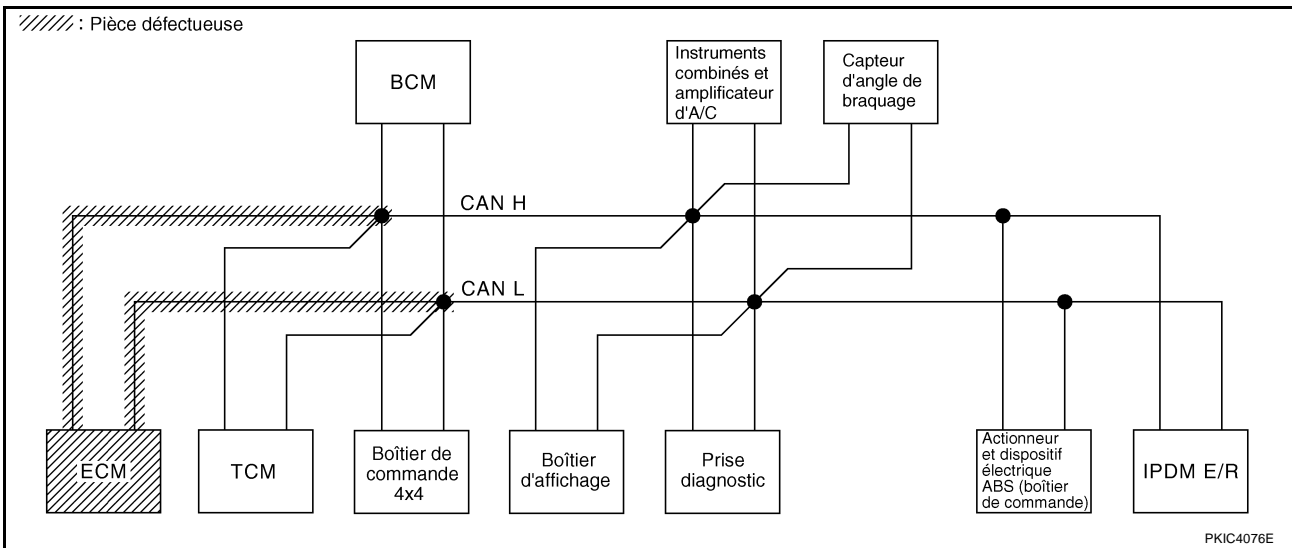 : Pièce défectueuse
BCM
Instruments
combinés et
amplificateur
d'A/C
Capteur
d'angle de
braquage
CAN H
CAN L
ECM
TCM
Boîtier de
commande
4x4
Boîtier
d'affichage
Prise
diagnostic
Actionneur
et dispositif
électrique
ABS (boîtier
de commande)
IPDM E/R
PKIC4076E